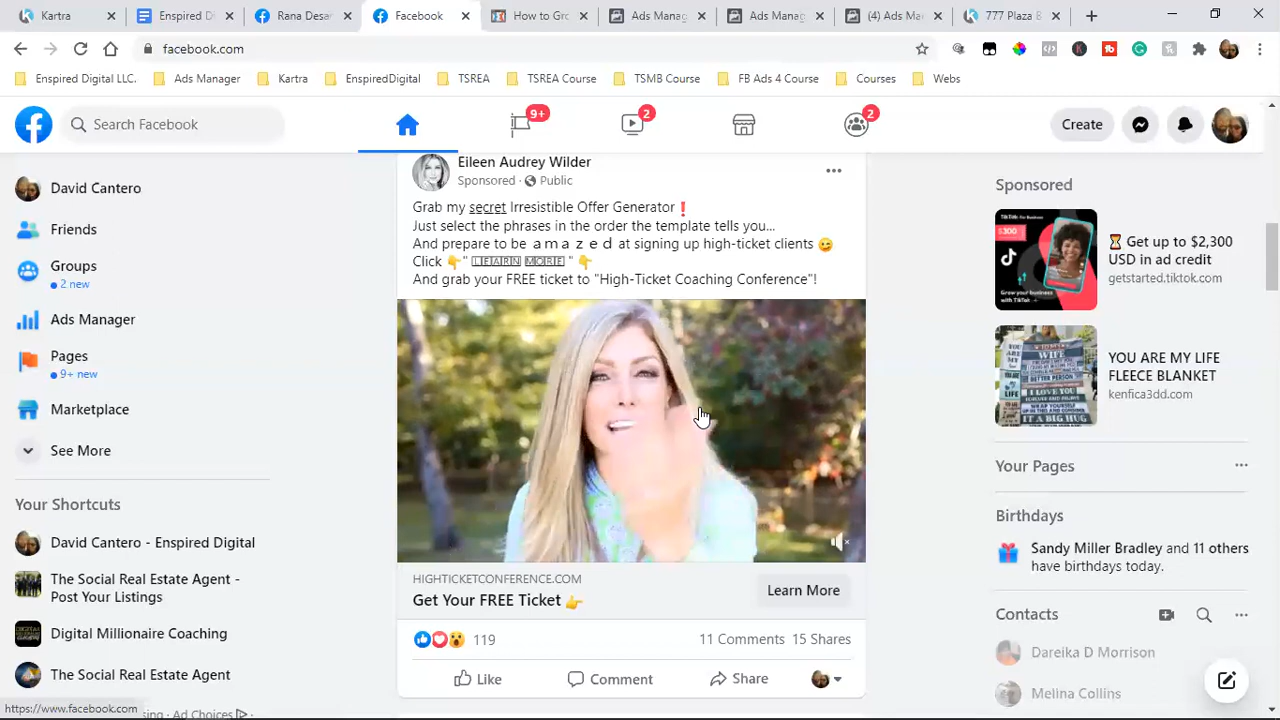 Kartra
Enspired D
Rana Desar
Facebook
How to Gro
Ads Manag
Ads Manag
(4) Ads Ma
777 Plaza B
facebook.com
Enspired Digital LLC.
Ads Manager
Kartra
EnspiredDigital
TSREA
TSREA Course
TSMB Course
FB Ads 4 Course
Courses
Webs
Search Facebook
9+
2
2
Create
David Cantero
Friends
Groups
2 new
Ads Manager
Pages
9+ new
Marketplace
See More
Your Shortcuts
David Cantero - Enspired Digital
The Social Real Estate Agent -
Post Your Listings
Digital Millionaire Coaching
The Social Real Estate Agent
https://www.facebook.com
sing · Ad Choices
Eileen Audrey Wilder
Sponsored · Public
Grab my secret Irresistible Offer Generator❗
Just select the phrases in the order the template tells you...
And prepare to be a m a z e d at signing up high-ticket clients 😉
Click 👇" LEARN MORE " 👇
And grab your FREE ticket to "High-Ticket Coaching Conference"!
HIGHTICKETCONFERENCE.COM
Get Your FREE Ticket 👉
Learn More
119
11 Comments 15 Shares
Like
Comment
Share
Sponsored
⏳ Get up to $2,300
USD in ad credit
getstarted.tiktok.com
YOU ARE MY LIFE
FLEECE BLANKET
kenfica3dd.com
Your Pages
Birthdays
Sandy Miller Bradley and 11 others
have birthdays today.
Contacts
Dareika D Morrison
Melina Collins